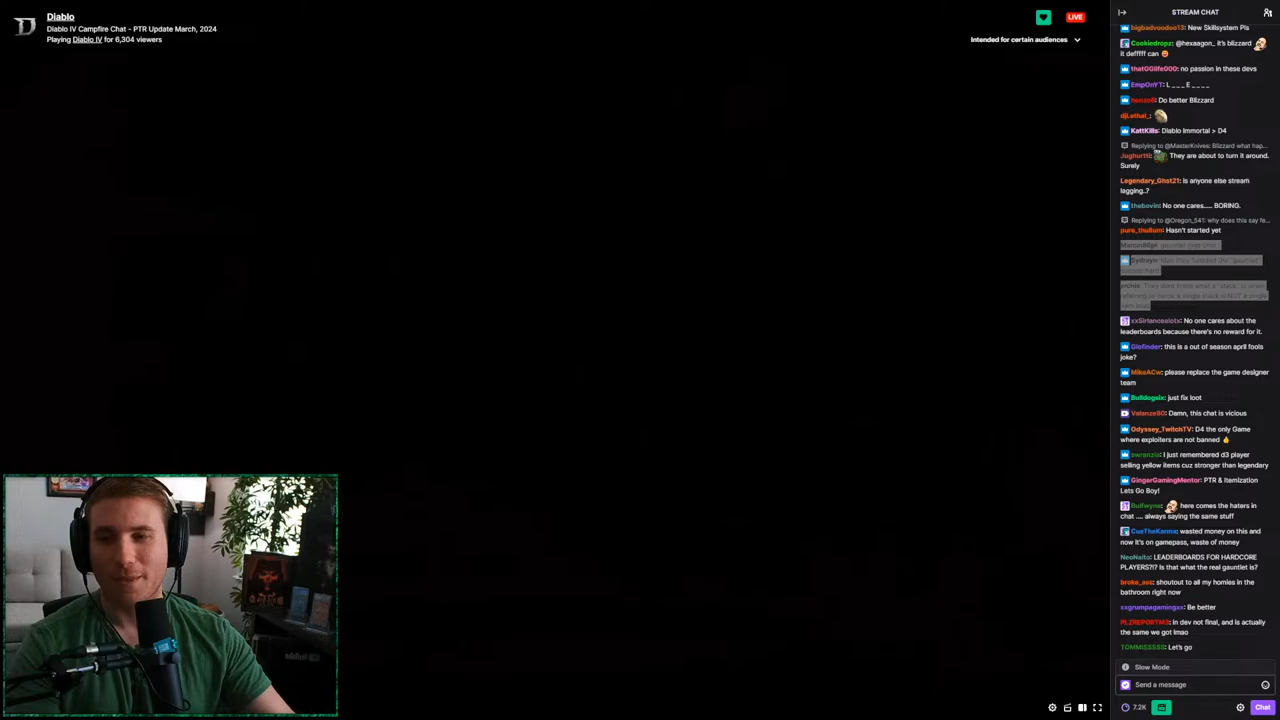 Diablo
Diablo IV Campfire Chat - PTR Update March, 2024
Playing Diablo IV for 6,304 viewers
LIVE
Intended for certain audiences
STREAM CHAT
bigbadvoodoo13: New Skillsystem Pls
Cookiedropz: @hexaagon_ it's blizzard
it defffff can
thatGGlife000: no passion in these devs
EmpOnYT: L _ _ _ E _ _ _ _
Do better Blizzard
djLethal_:
KattKills: Diablo Immortal > D4
Replying to @MasterKnives: Blizzard what hap...
Jughurtti: They are about to turn it around.
Surely
Legendary_Ghst21: is anyone else stream
lagging..?
thebovin: No one cares..... BORING.
Replying to @Oregon_541: why does this say fe...
pure_thulium: Hasn't started yet
No one cares about the
leaderboards because there's no reward for it.
Glofinder: this is a out of season april fools
joke?
MikeACw: please replace the game designer
team
Bulldogsix: just fix loot
Valanze80: Damn, this chat is vicious
Odyssey_TwitchTV: D4 the only Game
where exploiters are not banned
I just remembered d3 player
selling yellow items cuz stronger than legendary
GingerGamingMentor: PTR & Itemization
Lets Go Boy!
here comes the haters in
chat .... always saying the same stuff
CueTheKarma: wasted money on this and
now it's on gamepass, waste of money
NeoNaito: LEADERBOARDS FOR HARDCORE
PLAYERS?!? Is that what the real gauntlet is?
broke_ass: shoutout to all my homies in the
bathroom right now
xxgrumpagamingxx: Be better
PLZREPORTM3: In dev not final, and is actually
the same we got lmao
Let's go
Slow Mode
Send a message
7.2K
Chat